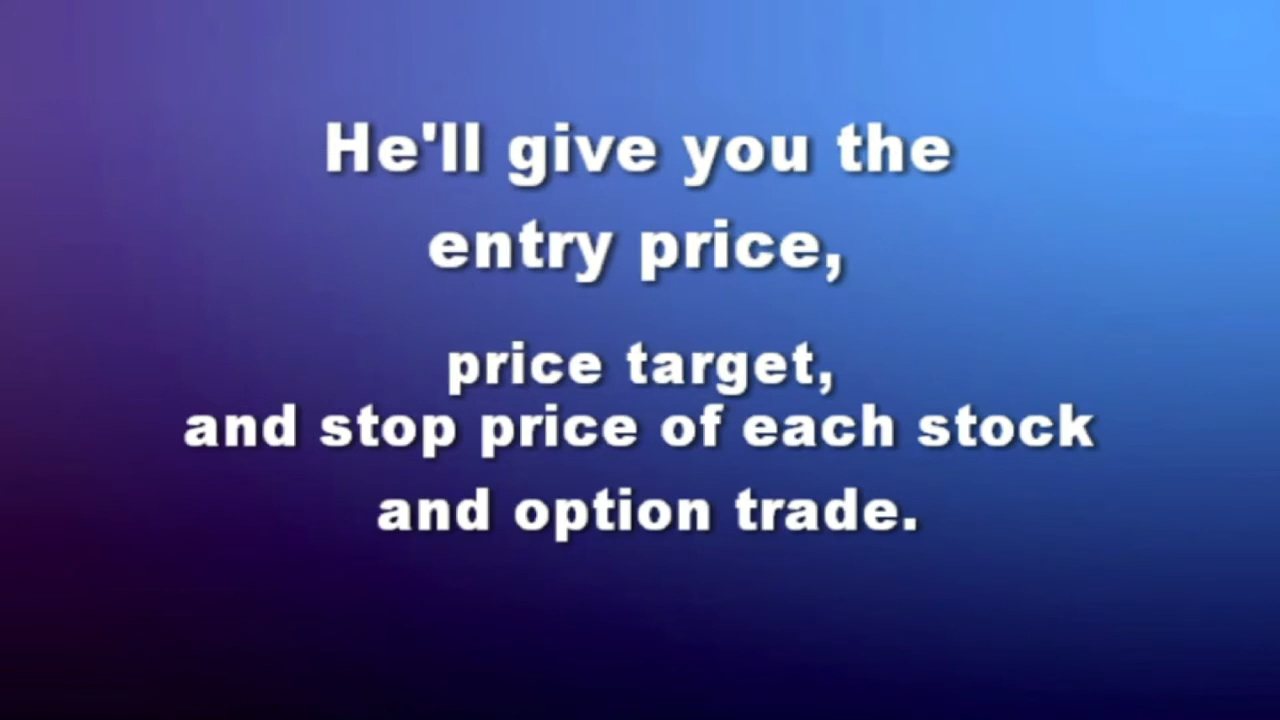 He'll give you the
entry price,
price target,
and stop price of each stock
and option trade.